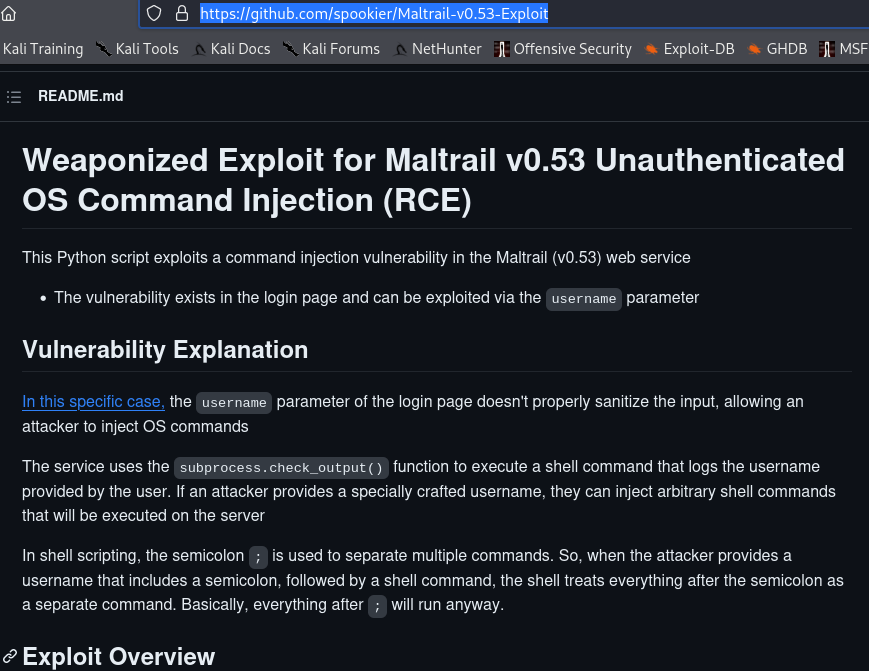 https://github.com/spookier/Maltrail-v0.53-Exploit
Kali Training Kali Tools Kali Docs Kali Forums NetHunter Offensive Security Exploit-DB GHDB MSF
README.md
Weaponized Exploit for Maltrail v0.53 Unauthenticated
OS Command Injection (RCE)
This Python script exploits a command injection vulnerability in the Maltrail (v0.53) web service
• The vulnerability exists in the login page and can be exploited via the username parameter
Vulnerability Explanation
In this specific case, the username parameter of the login page doesn't properly sanitize the input, allowing an
attacker to inject OS commands
The service uses the subprocess.check_output() function to execute a shell command that logs the username
provided by the user. If an attacker provides a specially crafted username, they can inject arbitrary shell commands
that will be executed on the server
In shell scripting, the semicolon ; is used to separate multiple commands. So, when the attacker provides a
username that includes a semicolon, followed by a shell command, the shell treats everything after the semicolon as
a separate command. Basically, everything after ; will run anyway.
Exploit Overview